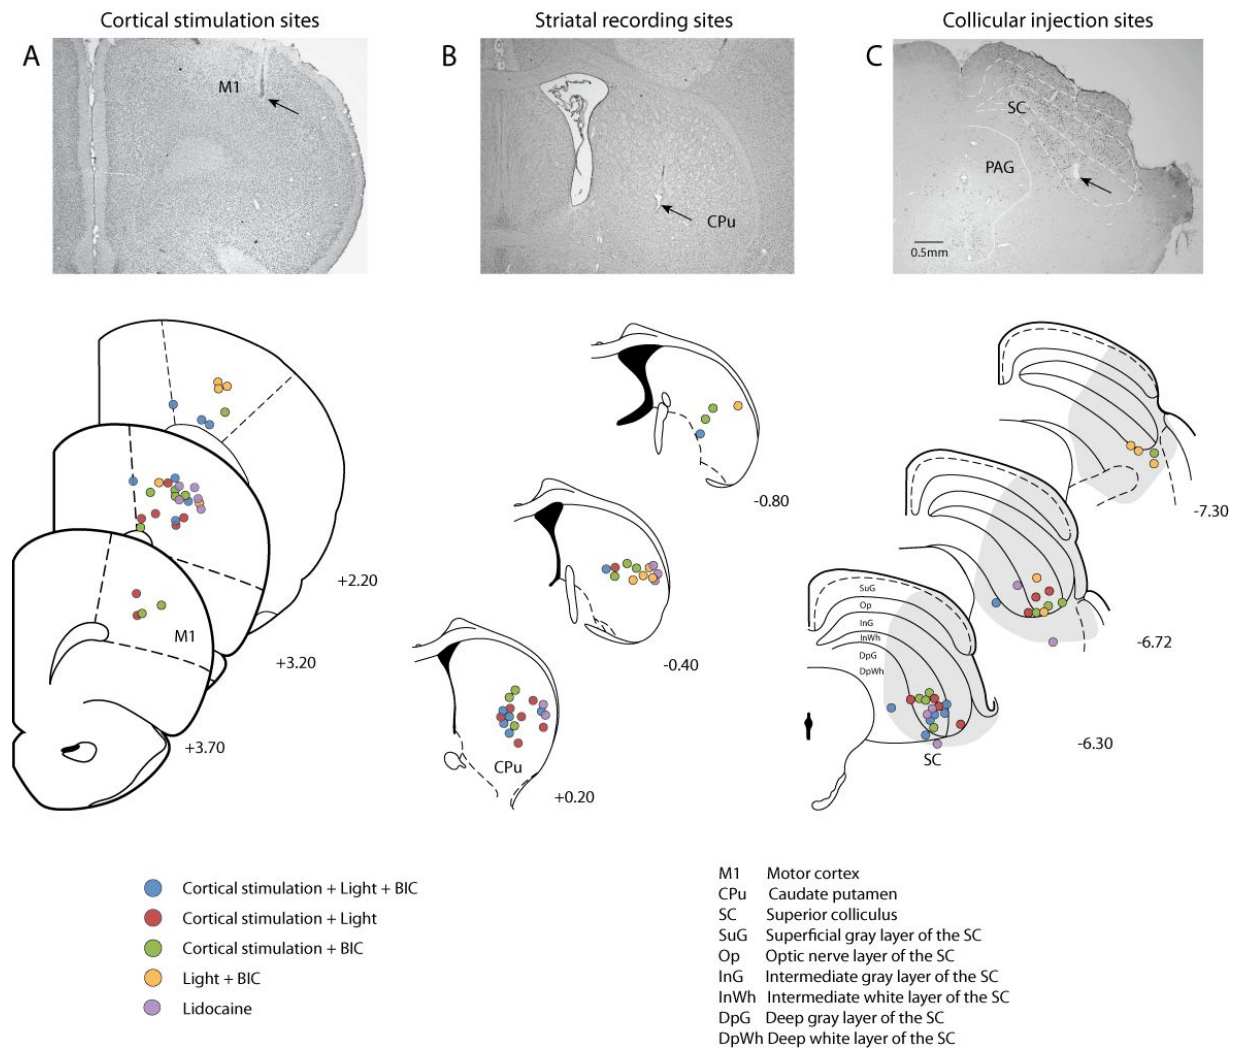 Cortical stimulation sites
Striatal recording sites
Collicular injection sites
A
M1
B
CPu
C
SC
PAG
0.5mm
+2.20
M1
+3.20
+3.70
-0.80
-0.40
CPu
+0.20
-7.30
-6.72
SuG
Op
InG
InWh
DpG
DpWh
SC
-6.30
Cortical stimulation + Light + BIC
Cortical stimulation + Light
Cortical stimulation + BIC
Light + BIC
Lidocaine
M1 Motor cortex
CPu Caudate putamen
SC Superior colliculus
SuG Superficial gray layer of the SC
Op Optic nerve layer of the SC
InG Intermediate gray layer of the SC
InWh Intermediate white layer of the SC
DpG Deep gray layer of the SC
DpWh Deep white layer of the SC